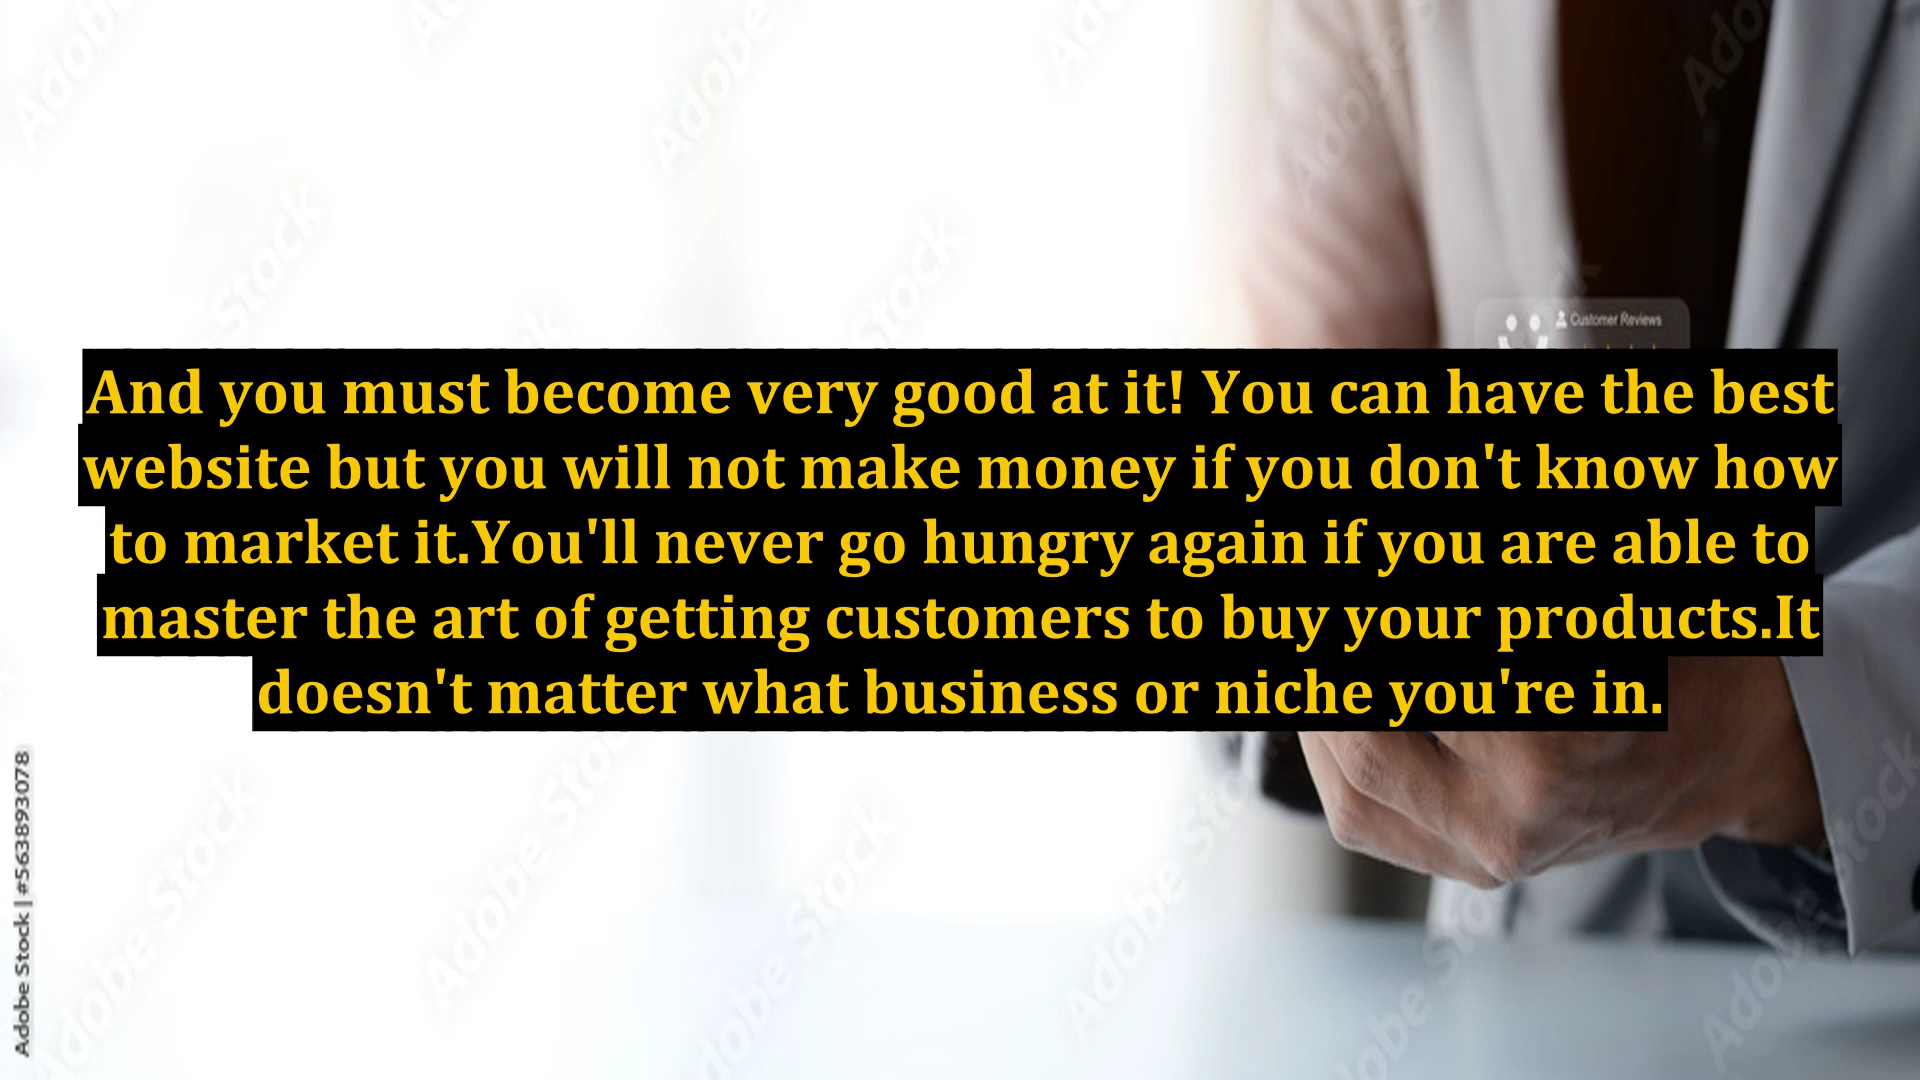 Customer Reviews
And you must become very good at it! You can have the best
website but you will not make money if you don't know how
to market it.You'll never go hungry again if you are able to
master the art of getting customers to buy your products.It
doesn't matter what business or niche you're in.
Adobe Stock | #563893078
Adobe Stock